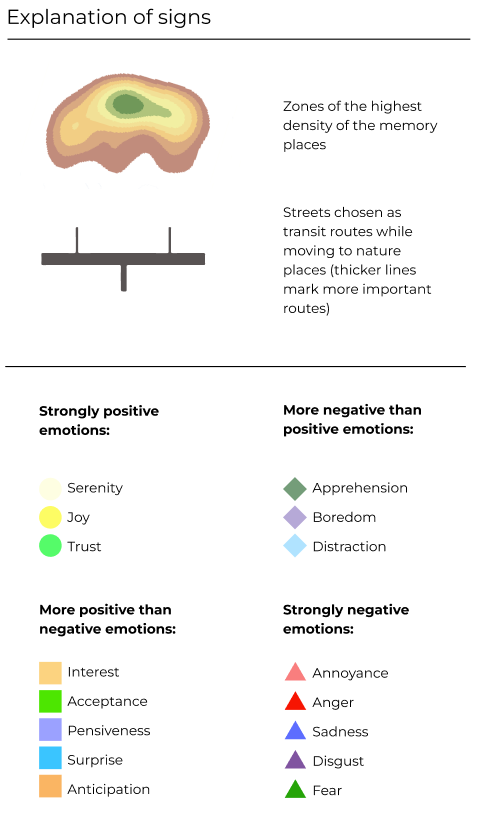 Explanation of signs
Zones of the highest
density of the memory
places
Streets chosen as
transit routes while
moving to nature
places (thicker lines
mark more important
routes)
Strongly positive
emotions:
Serenity
Joy
Trust
More negative than
positive emotions:
Apprehension
Boredom
Distraction
More positive than
negative emotions:
Interest
Acceptance
Pensiveness
Surprise
Anticipation
Strongly negative
emotions:
Annoyance
Anger
Sadness
Disgust
Fear